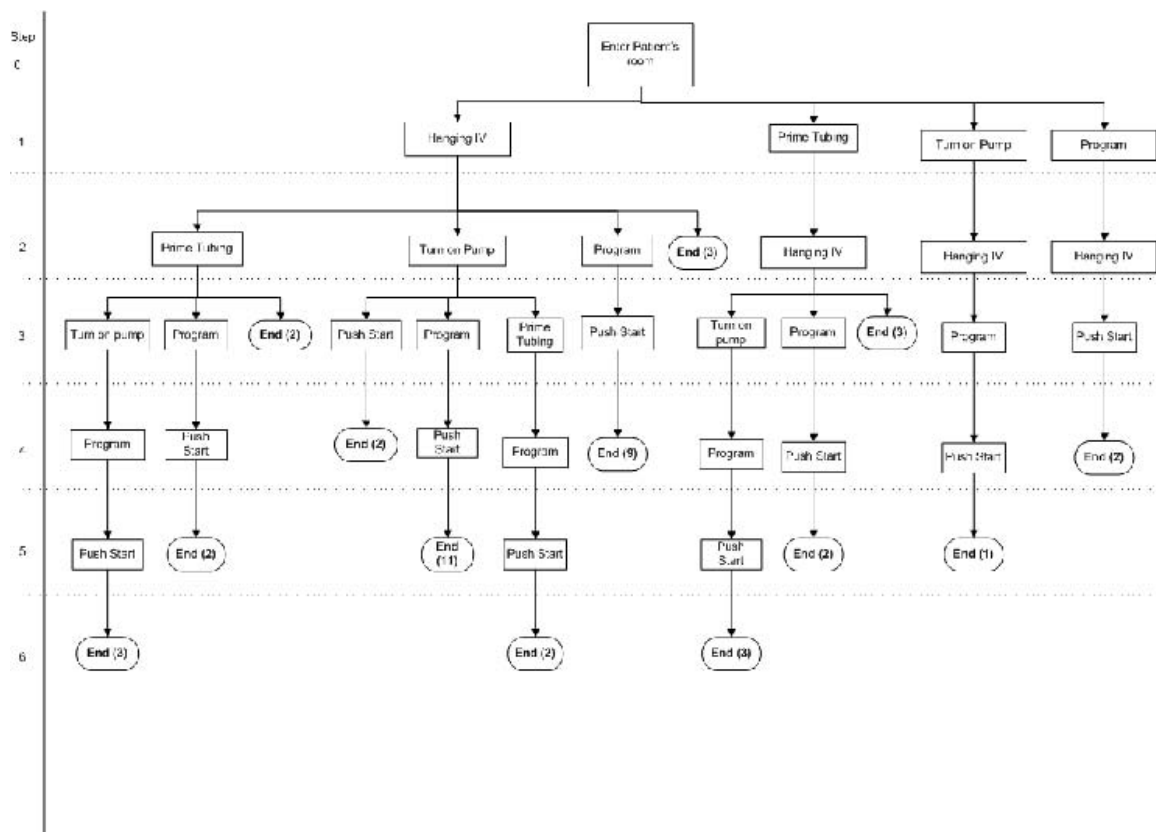 Step
0
Enter Patient's
room
1
Hanging IV
Prime Tubing
Turn on Pump
Program
2
Prime Tubing
Turn on Pump
Program
End (3)
Hanging IV
Hanging IV
Hanging IV
3
Turn on pump
Program
End (2)
Push Start
Program
Prime
Tubing
Push Start
Turn on
pump
Program
End (3)
Program
Push Start
4
Program
Push
Start
End (2)
Push
Start
Program
End (9)
Program
Push Start
Push Start
End (2)
5
Push Start
End (2)
End
(11)
Push Start
Push
Start
End (2)
End (1)
6
End (3)
End (2)
End (3)